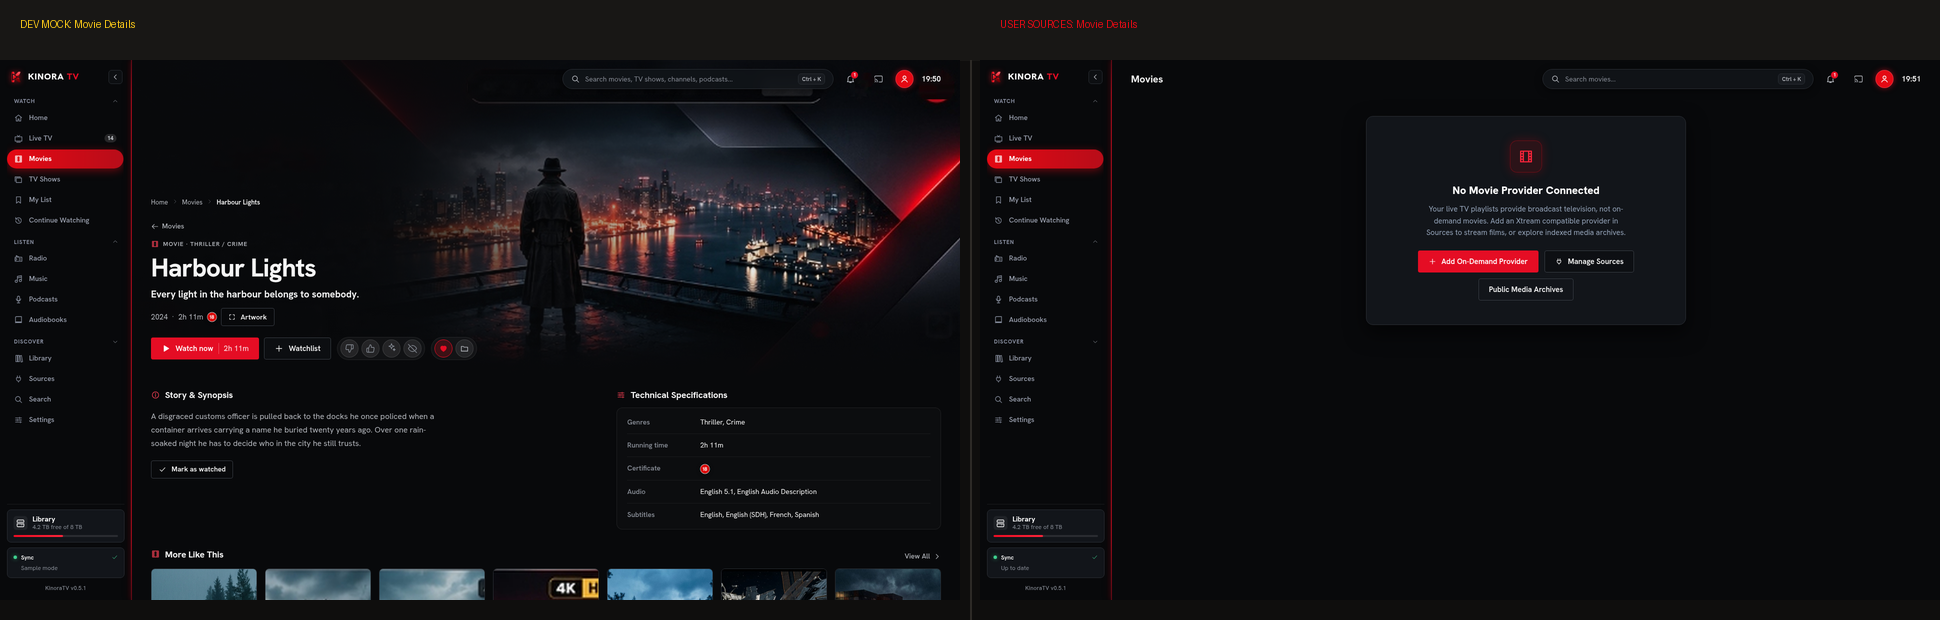 DEV MOCK: Movie Details
USER SOURCES: Movie Details
KINORA TV
WATCH
Home
Live TV
14
Movies
TV Shows
My List
Continue Watching
LISTEN
Radio
Music
Podcasts
Audiobooks
DISCOVER
Library
Sources
Search
Settings
Library
4.2 TB free of 8 TB
Sync
Sample mode
KinoraTV v0.5.1
Search movies, TV shows, channels, podcasts...
Ctrl + K
1
19:50
Home
Movies
Harbour Lights
Movies
MOVIE · THRILLER / CRIME
Harbour Lights
Every light in the harbour belongs to somebody.
2024 · 2h 11m 18
Artwork
Watch now
2h 11m
Watchlist
Story & Synopsis
A disgraced customs officer is pulled back to the docks he once policed when a
container arrives carrying a name he buried twenty years ago. Over one rain-
soaked night he has to decide who in the city he still trusts.
Mark as watched
Technical Specifications
Genres
Thriller, Crime
Running time
2h 11m
Certificate
18
Audio
English 5.1, English Audio Description
Subtitles
English, English (SDH), French, Spanish
More Like This
View All
4K H
KINORA TV
WATCH
Home
Live TV
Movies
TV Shows
My List
Continue Watching
LISTEN
Radio
Music
Podcasts
Audiobooks
DISCOVER
Library
Sources
Search
Settings
Library
4.2 TB free of 8 TB
Sync
Up to date
KinoraTV v0.5.1
Movies
Search movies...
Ctrl + K
1
19:51
No Movie Provider Connected
Your live TV playlists provide broadcast television, not on-
demand movies. Add an Xtream compatible provider in
Sources to stream films, or explore indexed media archives.
Add On-Demand Provider
Manage Sources
Public Media Archives